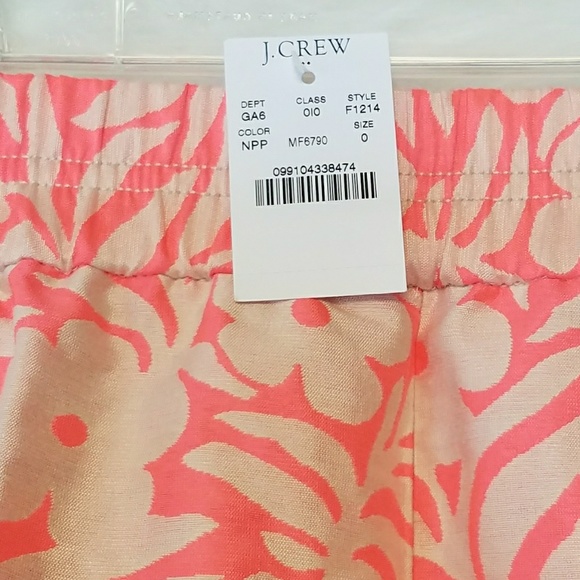 J.CREW
DEPT CLASS STYLE
GA6 010 F1214
COLOR SIZE
NPP MF6790 0
099104338474